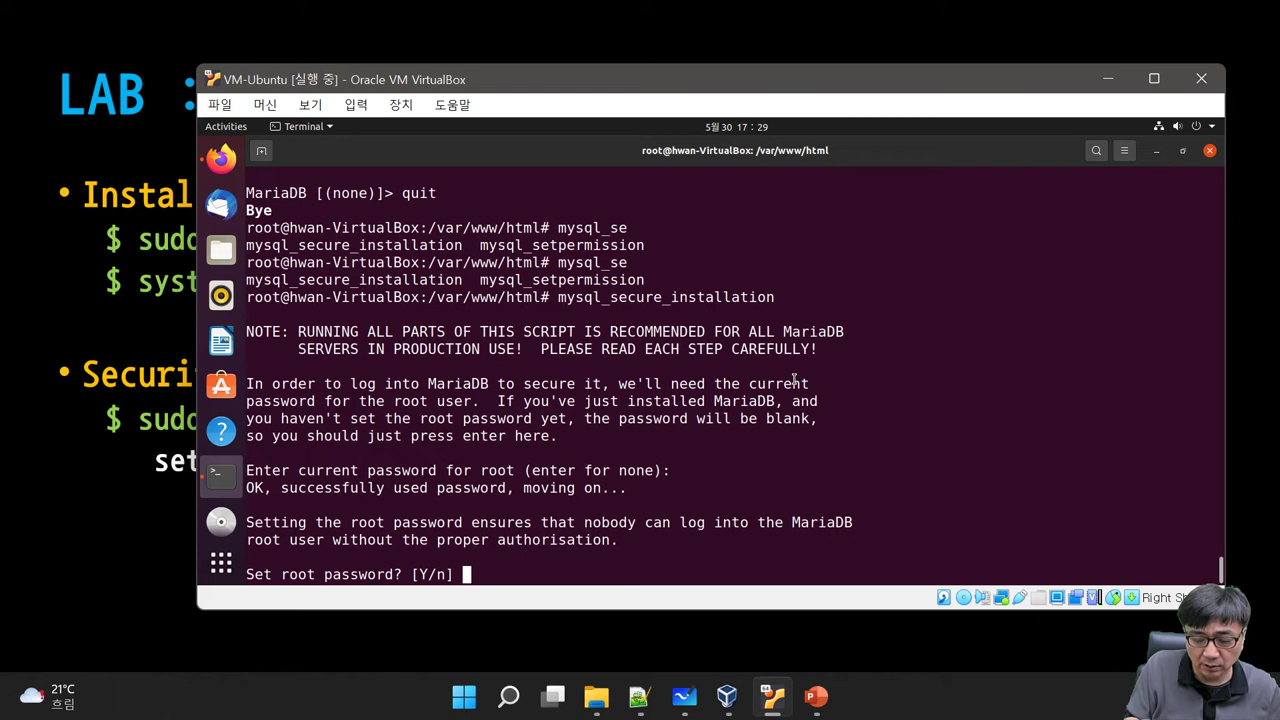 LAB :
• Instal
$ sudo
$ syst
• Securi
$ sudo
set
VM-Ubuntu [실행 중] - Oracle VM VirtualBox
파일 머신 보기 입력 장치 도움말
Activities Terminal 5월 30 17 : 29
root@hwan-VirtualBox: /var/www/html
MariaDB [(none)]> quit
Bye
root@hwan-VirtualBox:/var/www/html# mysql_se
mysql_secure_installation mysql_setpermission
root@hwan-VirtualBox:/var/www/html# mysql_se
mysql_secure_installation mysql_setpermission
root@hwan-VirtualBox:/var/www/html# mysql_secure_installation
NOTE: RUNNING ALL PARTS OF THIS SCRIPT IS RECOMMENDED FOR ALL MariaDB
SERVERS IN PRODUCTION USE! PLEASE READ EACH STEP CAREFULLY!
In order to log into MariaDB to secure it, we'll need the current
password for the root user. If you've just installed MariaDB, and
you haven't set the root password yet, the password will be blank,
so you should just press enter here.
Enter current password for root (enter for none):
OK, successfully used password, moving on...
Setting the root password ensures that nobody can log into the MariaDB
root user without the proper authorisation.
Set root password? [Y/n]
Right Sh
21°C
흐림